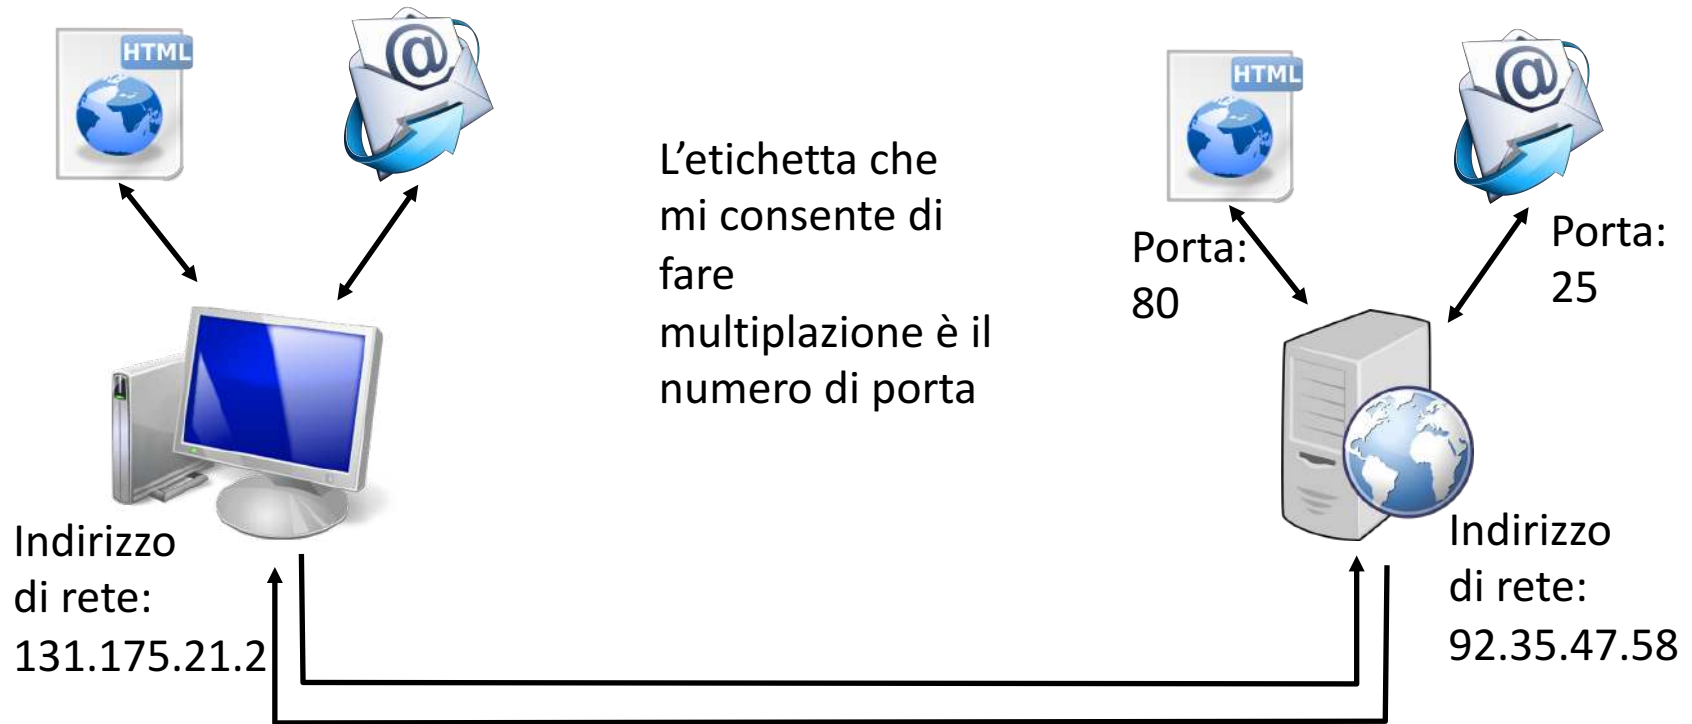 HTML
@
HTML
@
L’etichetta che
mi consente di
fare
multiplazione è il
numero di porta
Porta:
80
Porta:
25
Indirizzo
di rete:
131.175.21.2
Indirizzo
di rete:
92.35.47.58